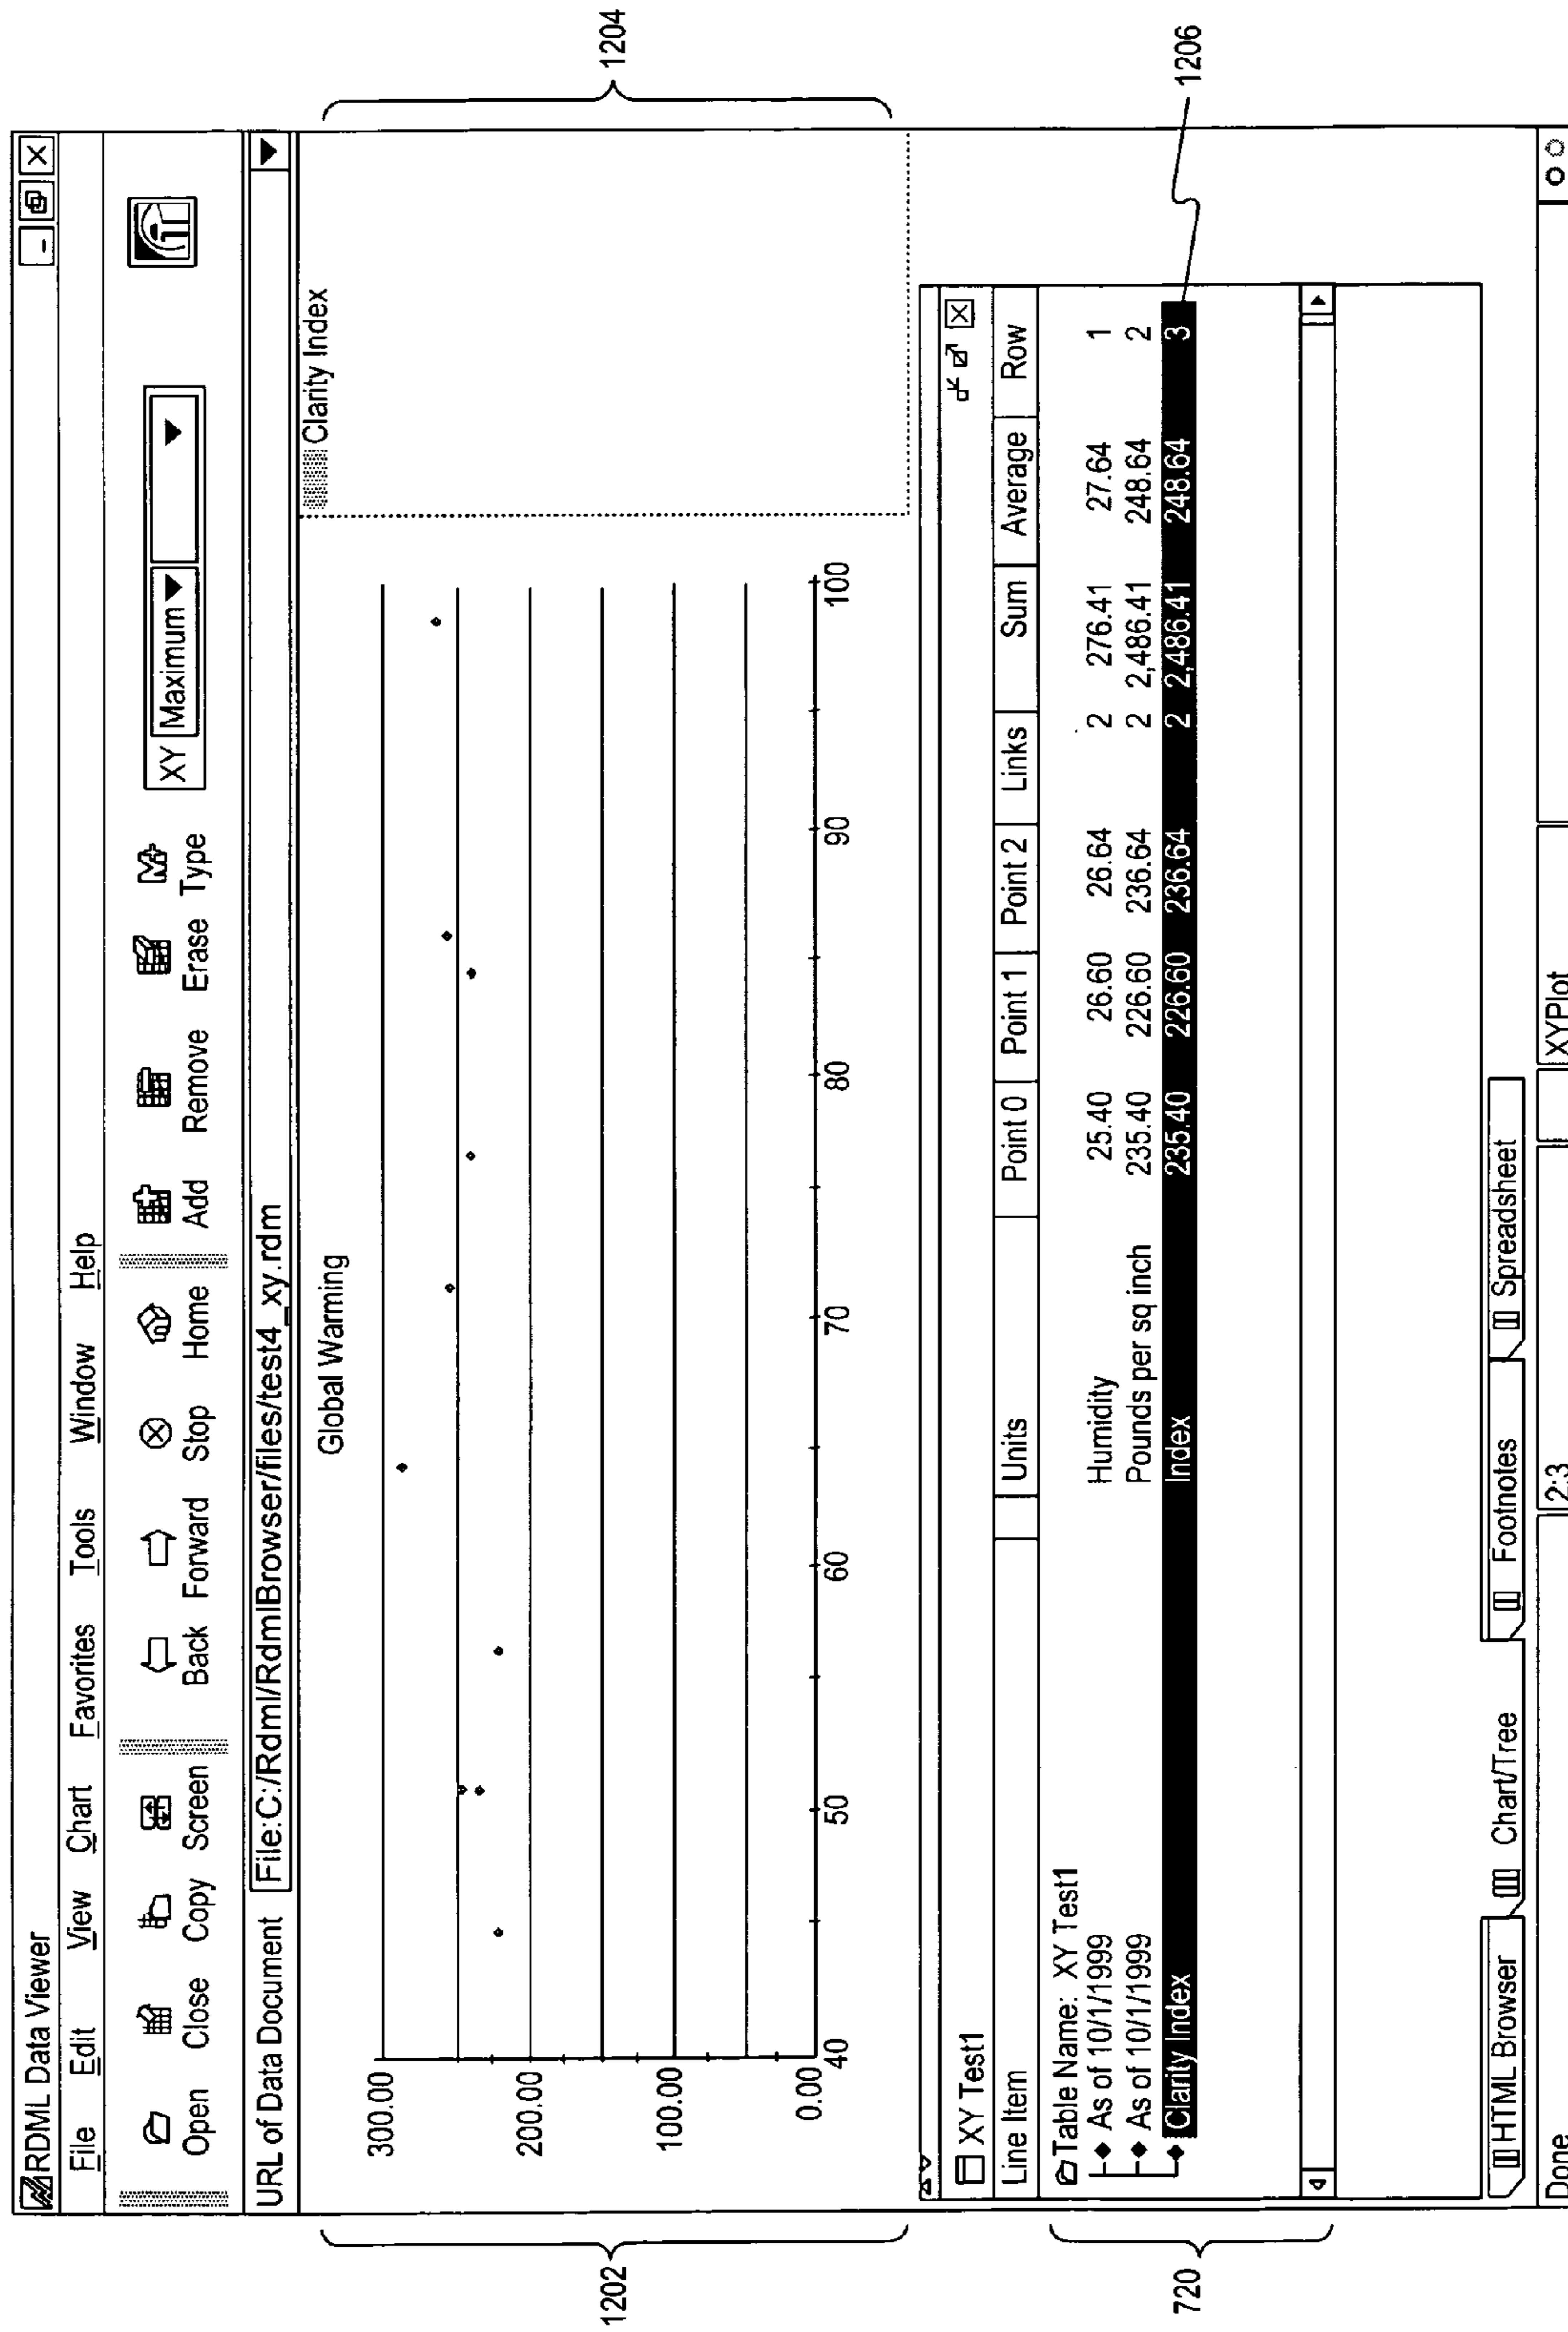 RDML Data Viewer
File Edit View Chart Favorites Tools Window Help
Open Close Copy Screen Back Forward Stop Home Add Remove Erase Type XY Maximum
URL of Data Document File:C:/Rdml/RdmlBrowser/files/test4_xy.rdm
Global Warming
Clarity Index
300.00
200.00
100.00
0.00
40 50 60 70 80 90 100
1202
1204
XY Test1
Line Item Units Point 0 Point 1 Point 2 Links Sum Average Row
Table Name: XY Test1
As of 10/1/1999 Humidity 25.40 26.60 26.64 2 276.41 27.64 1
As of 10/1/1999 Pounds per sq inch 235.40 226.60 236.64 2 2,486.41 248.64 2
Clarity Index Index 235.40 226.60 236.64 2 2,486.41 248.64 3
720
1206
HTML Browser Chart/Tree Footnotes Spreadsheet
Done 2:3 XYPlot